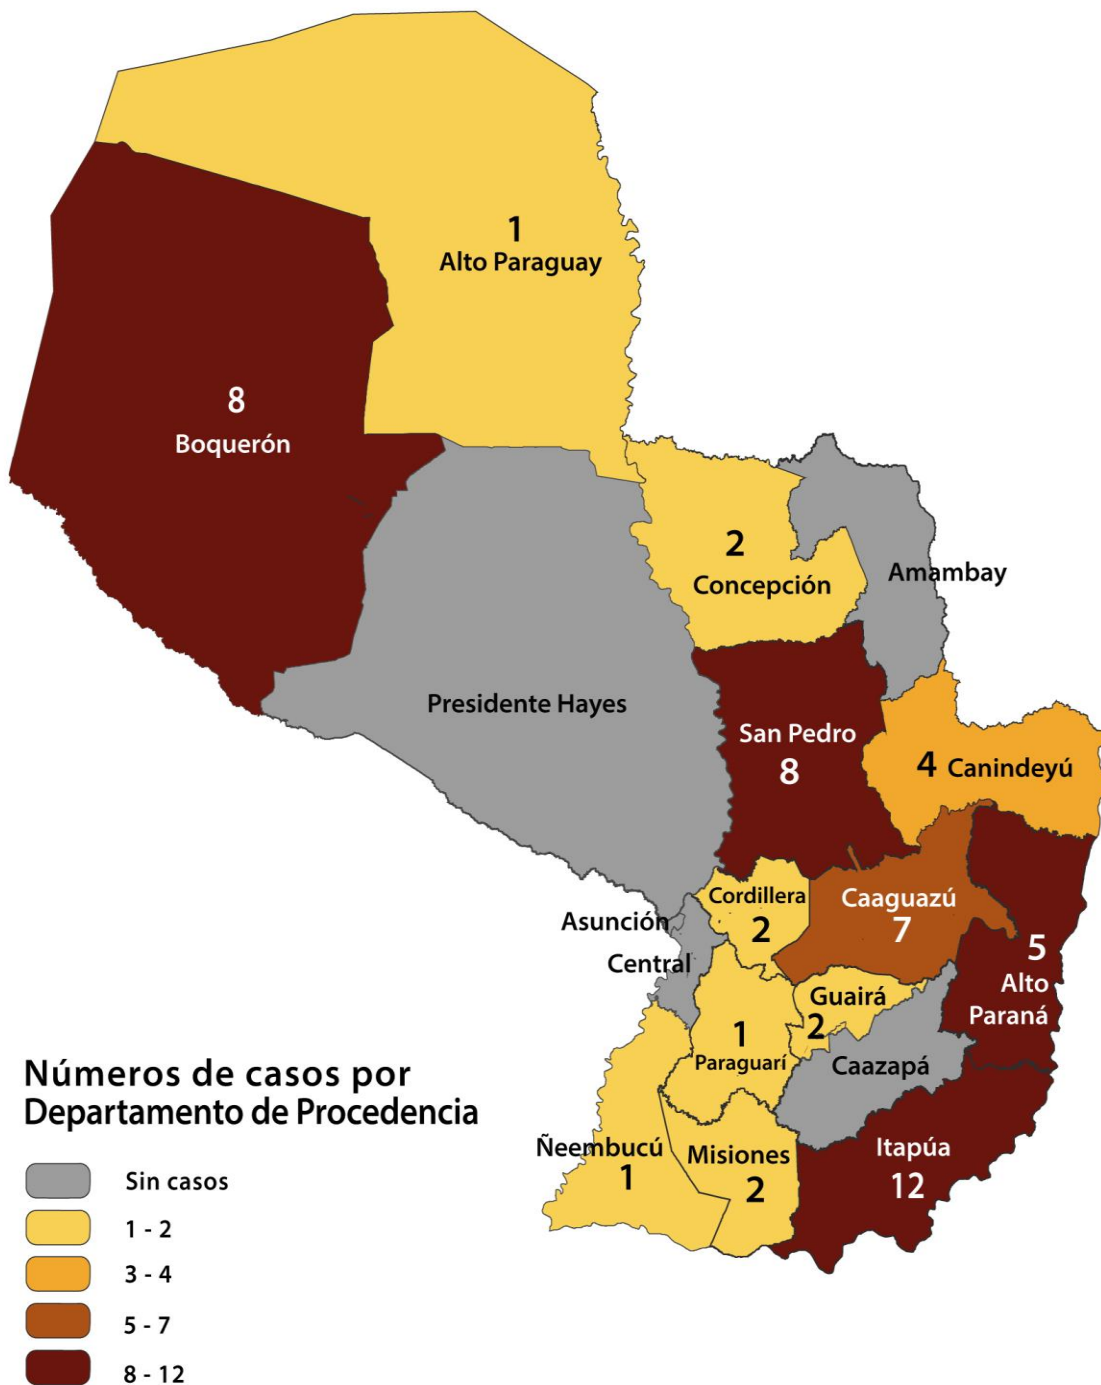 1
Alto Paraguay
8
Boquerón
2
Concepción
Amambay
Presidente Hayes
San Pedro
8
4 Canindeyú
Cordillera
2
Caaguazú
7
Asunción
Central
5
Alto
Paraná
Guairá
2
1
Paraguarí
Caazapá
Números de casos por
Departamento de Procedencia
Ñeembucú
1
Misiones
2
Itapúa
12
Sin casos
1 - 2
3 - 4
5 - 7
8 - 12